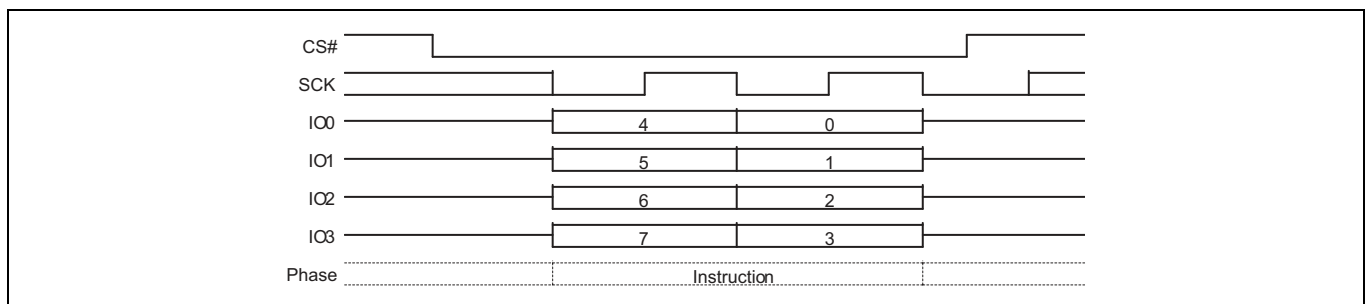 CS#
SCK
IO0 4 0
IO1 5 1
IO2 6 2
IO3 7 3
Phase Instruction